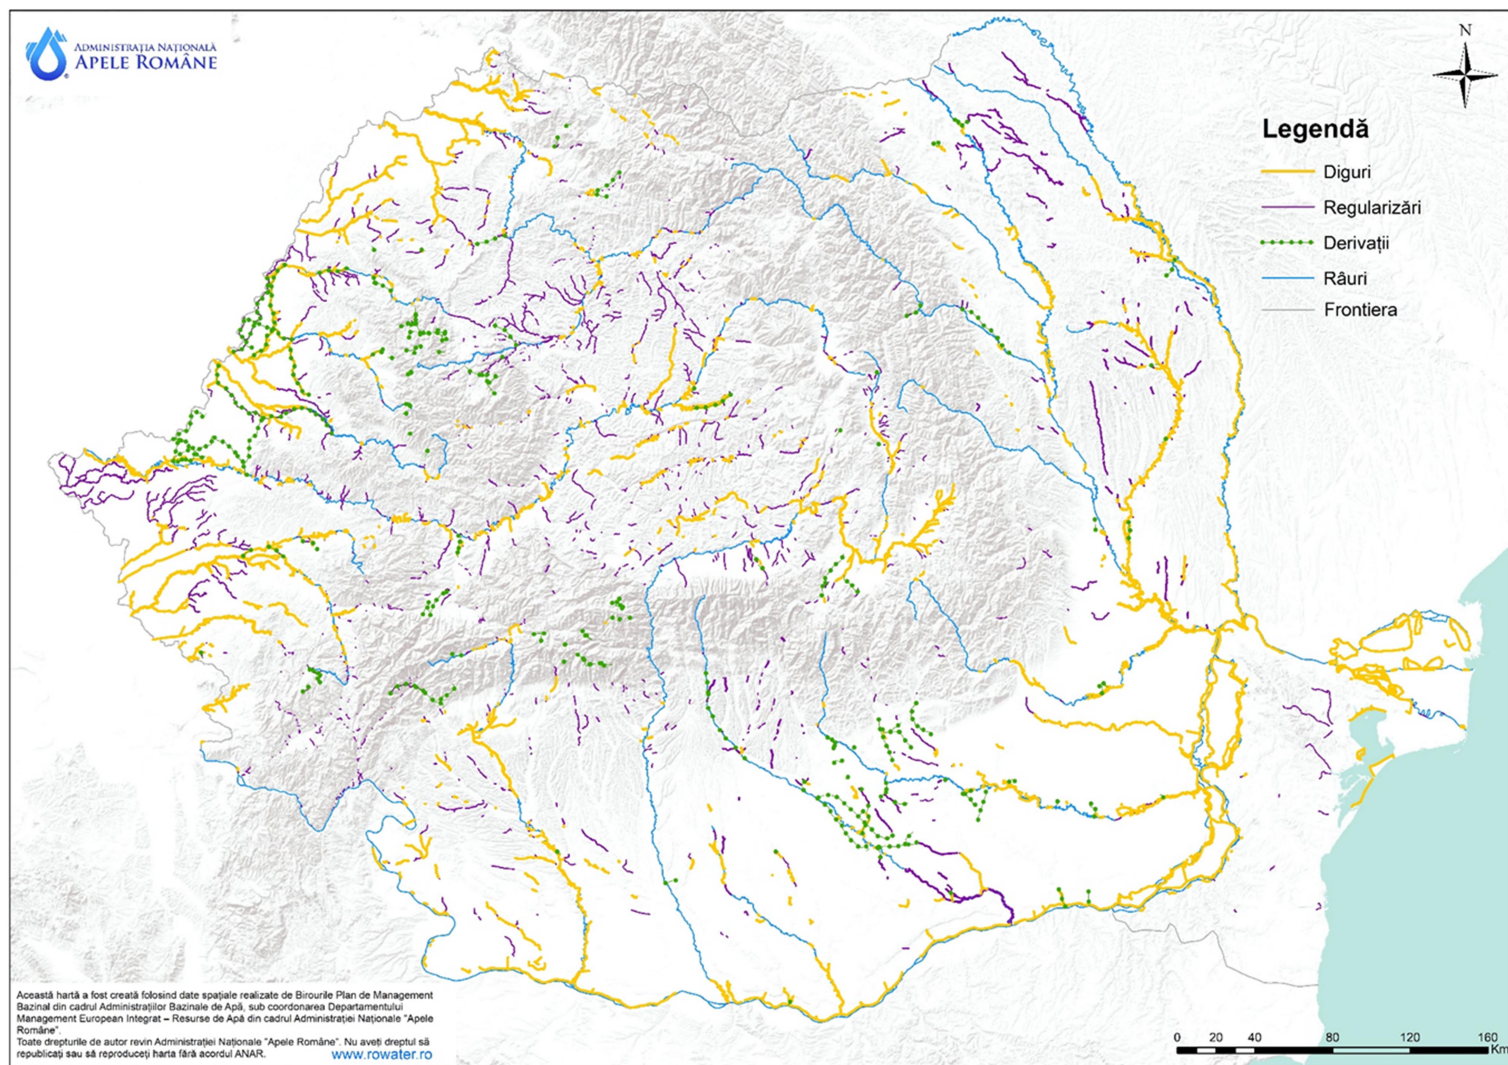 ADMINISTRAȚIA NAȚIONALĂ
APELE ROMÂNE
N
Legendă
Diguri
Regularizări
Derivații
Râuri
Frontiera
Această hartă a fost creată folosind date spațiale realizate de Birourile Plan de Management
Bazinal din cadrul Administrațiilor Bazinale de Apă, sub coordonarea Departamentului
Management European Integrat – Resurse de Apă din cadrul Administrației Naționale "Apele
Române".
Toate drepturile de autor revin Administrației Naționale "Apele Române". Nu aveți dreptul să
republicați sau să reproduceți harta fără acordul ANAR.
www.rowater.ro
0 20 40 80 120 160
Km